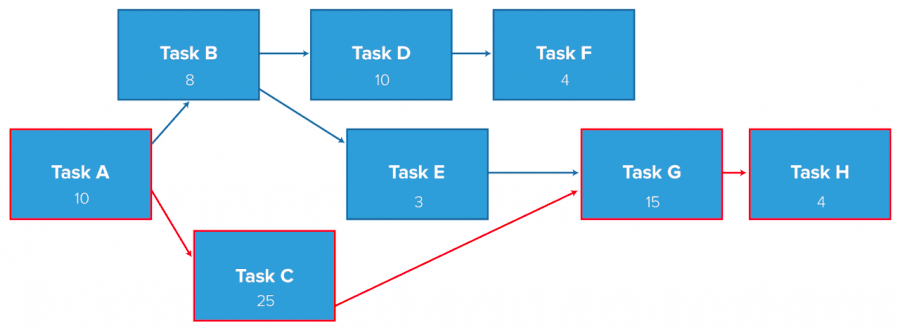 Task B
8
Task D
10
Task F
4
Task A
10
Task E
3
Task G
15
Task H
4
Task C
25